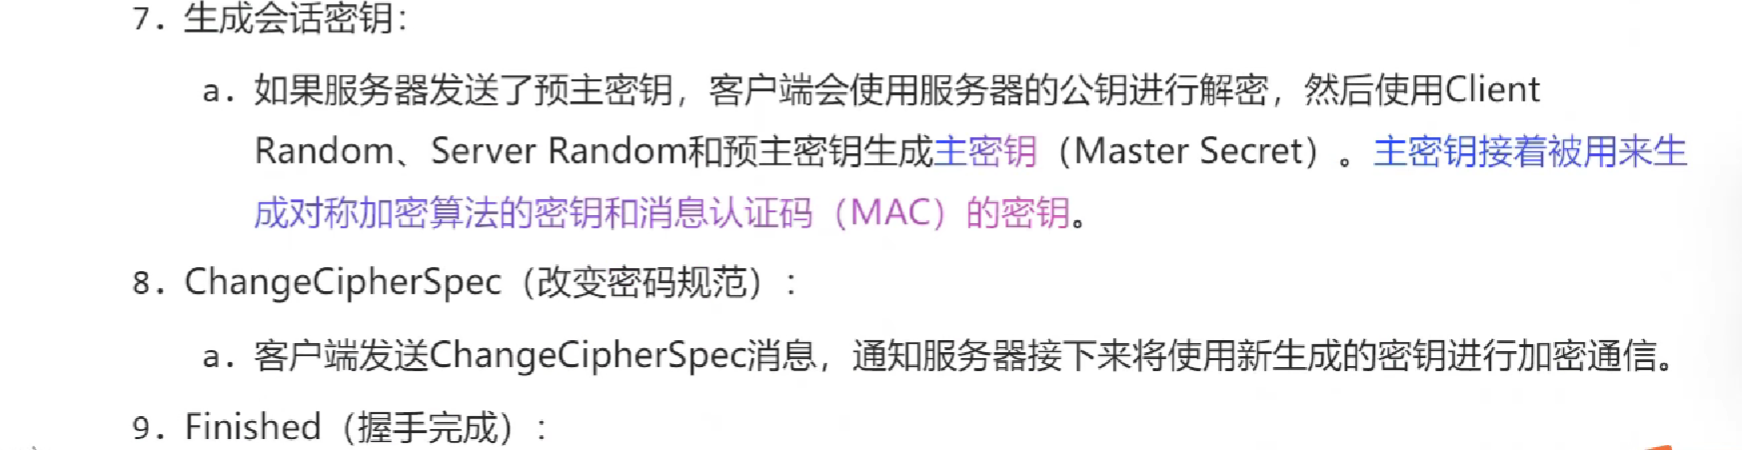 7. 生成会话密钥：
a. 如果服务器发送了预主密钥，客户端会使用服务器的公钥进行解密，然后使用Client
Random、Server Random和预主密钥生成主密钥（Master Secret）。主密钥接着被用来生
成对称加密算法的密钥和消息认证码（MAC）的密钥。
8. ChangeCipherSpec（改变密码规范）：
a. 客户端发送ChangeCipherSpec消息，通知服务器接下来将使用新生成的密钥进行加密通信。
9. Finished（握手完成）：